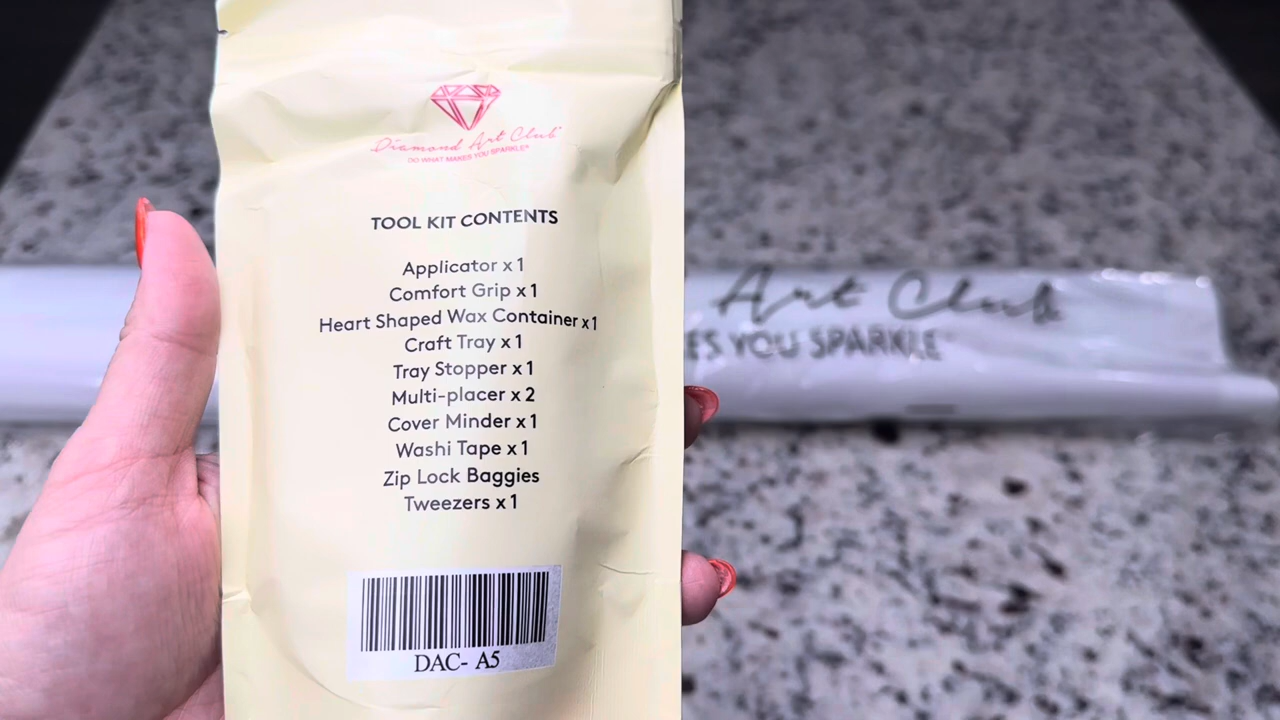 Diamond Art Club
DO WHAT MAKES YOU SPARKLE®
TOOL KIT CONTENTS
Applicator x 1
Comfort Grip x 1
Heart Shaped Wax Container x 1
Craft Tray x 1
Tray Stopper x 1
Multi-placer x 2
Cover Minder x 1
Washi Tape x 1
Zip Lock Baggies
Tweezers x 1
DAC- A5
Art Club
ES YOU SPARKLE